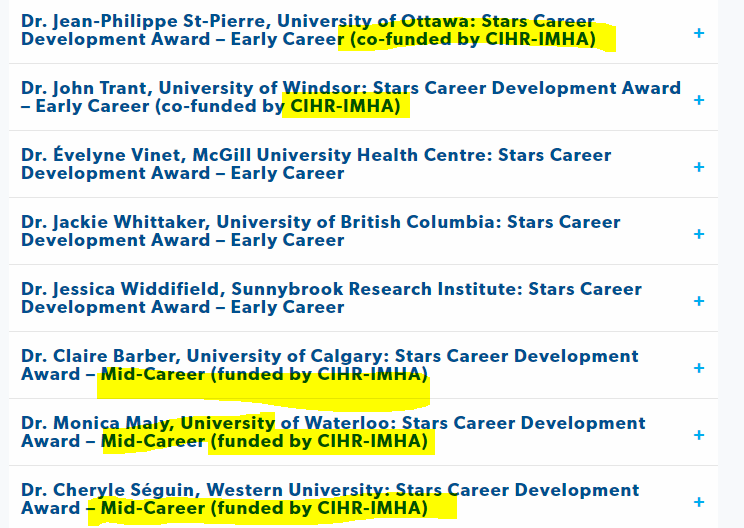 Dr. Jean-Philippe St-Pierre, University of Ottawa: Stars Career
Development Award – Early Career (co-funded by CIHR-IMHA)
+
Dr. John Trant, University of Windsor: Stars Career Development Award
– Early Career (co-funded by CIHR-IMHA)
+
Dr. Évelyne Vinet, McGill University Health Centre: Stars Career
Development Award – Early Career
+
Dr. Jackie Whittaker, University of British Columbia: Stars Career
Development Award – Early Career
+
Dr. Jessica Widdifield, Sunnybrook Research Institute: Stars Career
Development Award – Early Career
+
Dr. Claire Barber, University of Calgary: Stars Career Development
Award – Mid-Career (funded by CIHR-IMHA)
+
Dr. Monica Maly, University of Waterloo: Stars Career Development
Award – Mid-Career (funded by CIHR-IMHA)
+
Dr. Cheryle Séguin, Western University: Stars Career Development
Award – Mid-Career (funded by CIHR-IMHA)
+